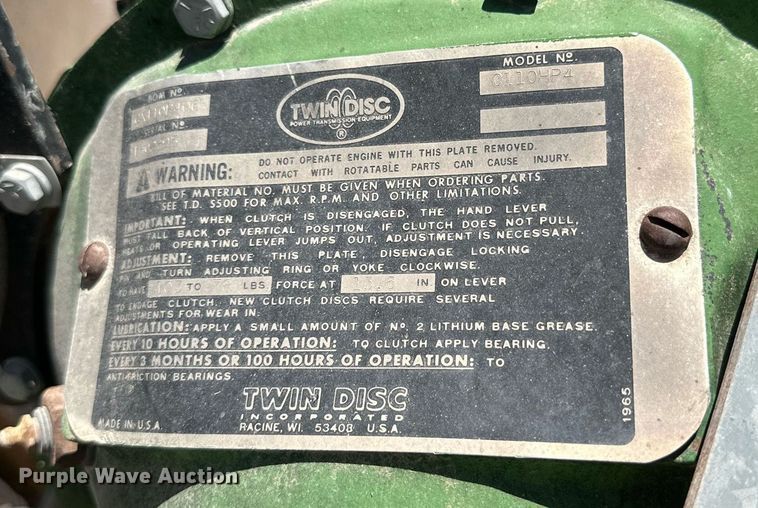 BOM Nº
MODEL Nº
C110HP4
SERIAL Nº
TWIN DISC
POWER TRANSMISSION EQUIPMENT
®
WARNING: DO NOT OPERATE ENGINE WITH THIS PLATE REMOVED.
CONTACT WITH ROTATABLE PARTS CAN CAUSE INJURY.
BILL OF MATERIAL NO. MUST BE GIVEN WHEN ORDERING PARTS.
SEE T.D. 5500 FOR MAX. R.P.M. AND OTHER LIMITATIONS.
IMPORTANT: WHEN CLUTCH IS DISENGAGED, THE HAND LEVER
MUST FALL BACK OF VERTICAL POSITION. IF CLUTCH DOES NOT PULL,
HEATS OR OPERATING LEVER JUMPS OUT, ADJUSTMENT IS NECESSARY.
ADJUSTMENT: REMOVE THIS PLATE, DISENGAGE LOCKING
PIN AND TURN ADJUSTING RING OR YOKE CLOCKWISE.
TO HAVE TO LBS FORCE AT IN. ON LEVER
TO ENGAGE CLUTCH. NEW CLUTCH DISCS REQUIRE SEVERAL
ADJUSTMENTS FOR WEAR IN.
LUBRICATION: APPLY A SMALL AMOUNT OF Nº. 2 LITHIUM BASE GREASE.
EVERY 10 HOURS OF OPERATION: TO CLUTCH APPLY BEARING.
EVERY 3 MONTHS OR 100 HOURS OF OPERATION: TO
ANTI-FRICTION BEARINGS.
TWIN DISC
INCORPORATED
MADE IN U.S.A. RACINE, WI. 53403 U.S.A.
1965
Purple Wave Auction